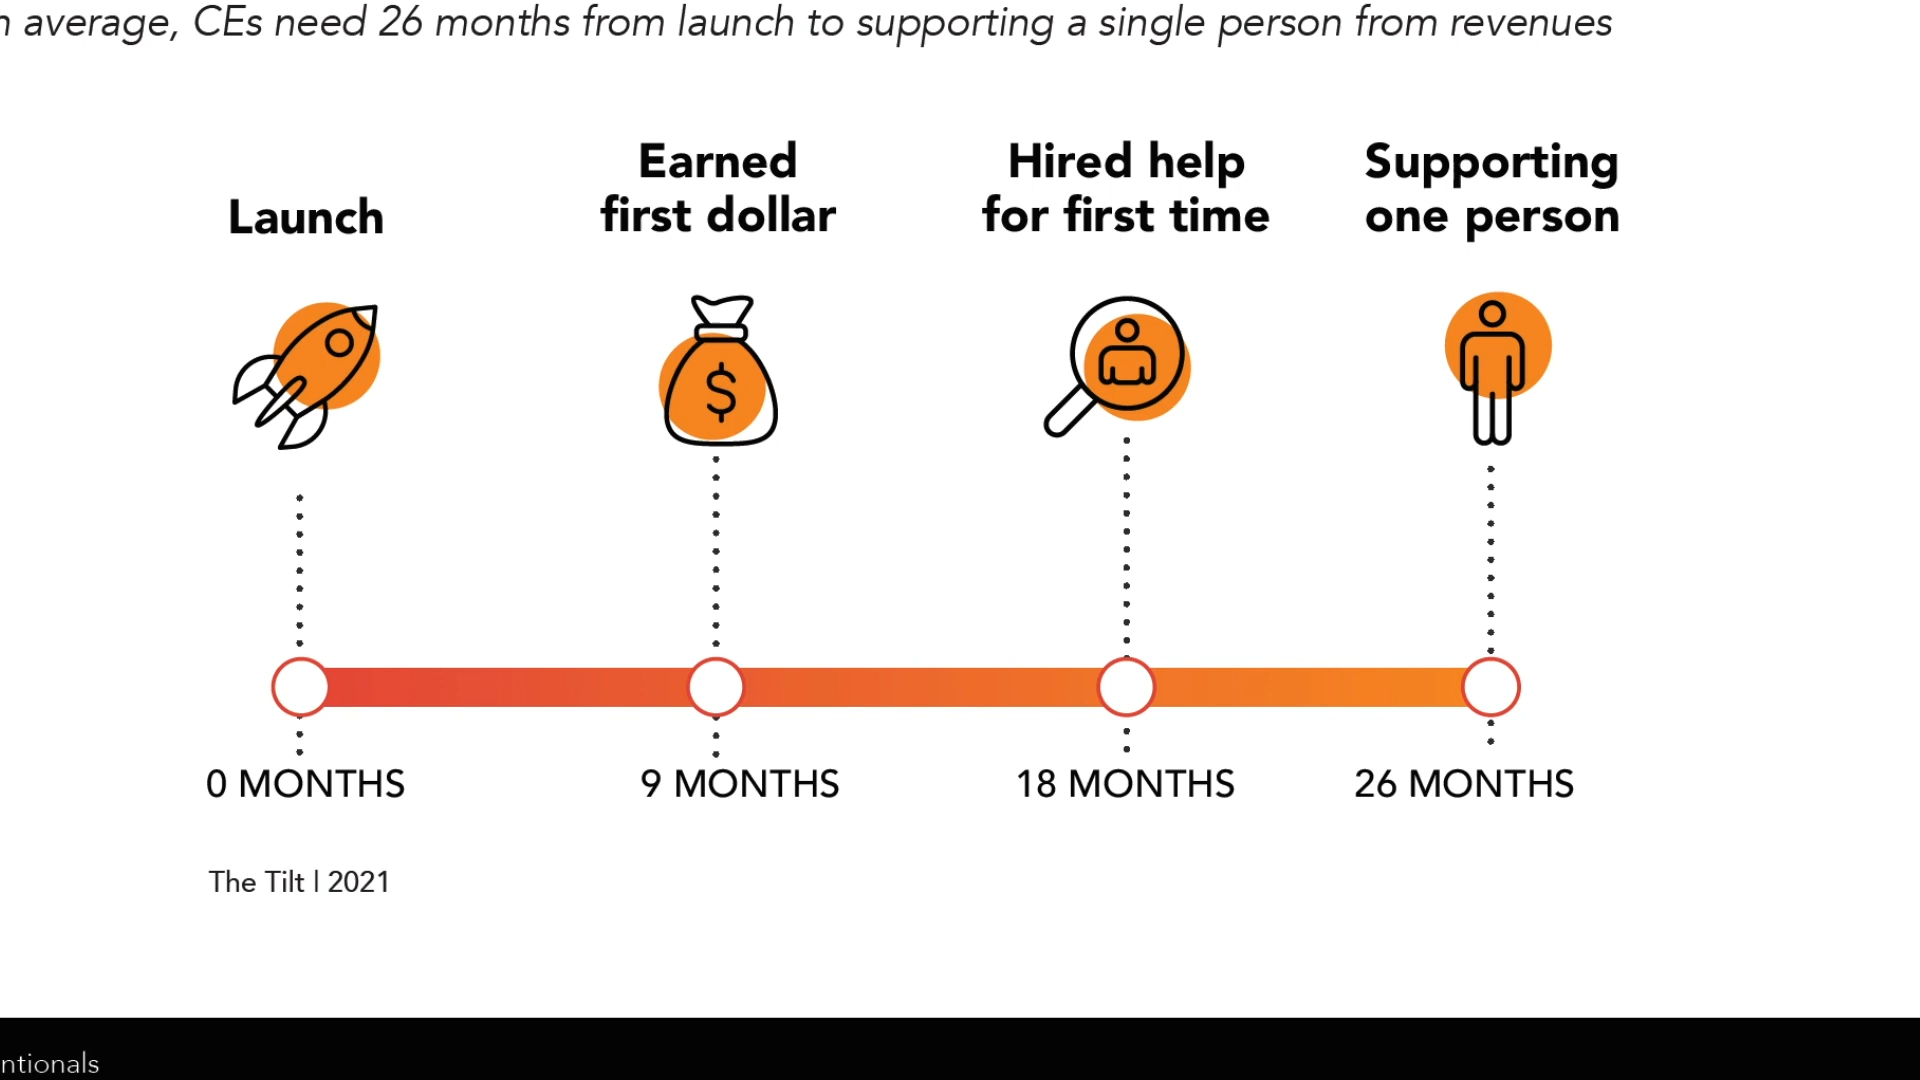 average, CEs need 26 months from launch to supporting a single person from revenues
Launch
Earned
first dollar
Hired help
for first time
Supporting
one person
$
0 MONTHS
9 MONTHS
18 MONTHS
26 MONTHS
The Tilt | 2021
ntionals